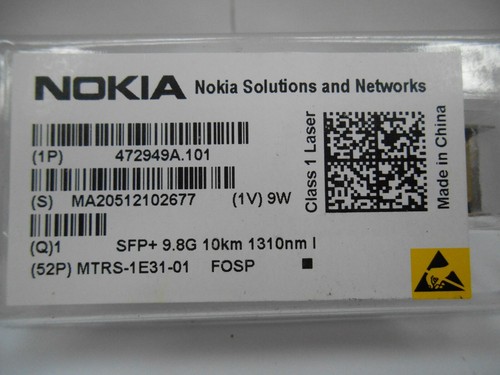 NOKIA Nokia Solutions and Networks
(1P) 472949A.101
(S) MA20512102677 (1V) 9W
(Q)1 SFP+ 9.8G 10km 1310nm I
(52P) MTRS-1E31-01 FOSP
Class 1 Laser
Made in China